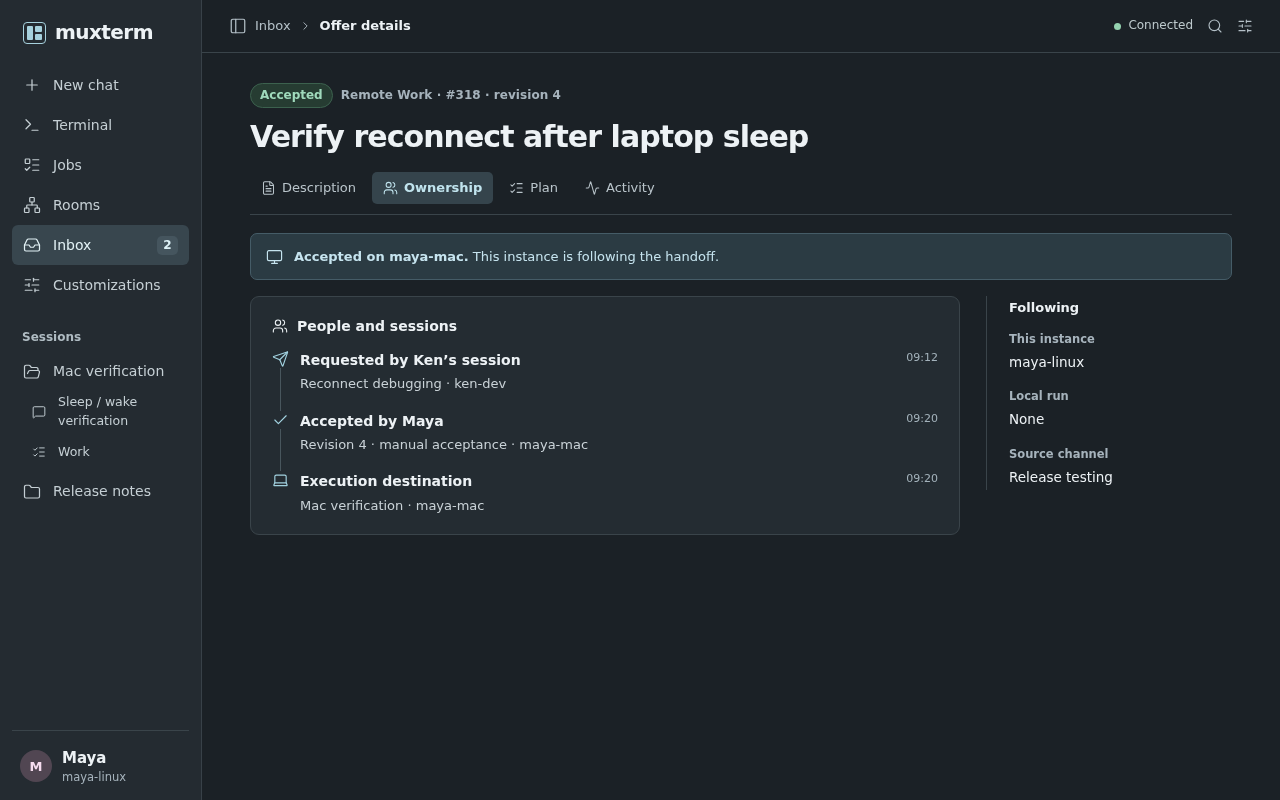 muxterm
New chat
Terminal
Jobs
Rooms
Inbox 2
Customizations
Sessions
Mac verification
Sleep / wake
verification
Work
Release notes
M
Maya
maya-linux
Inbox Offer details
Connected
Accepted Remote Work · #318 · revision 4
Verify reconnect after laptop sleep
Description Ownership Plan Activity
Accepted on maya-mac. This instance is following the handoff.
People and sessions
Requested by Ken’s session 09:12
Reconnect debugging · ken-dev
Accepted by Maya 09:20
Revision 4 · manual acceptance · maya-mac
Execution destination 09:20
Mac verification · maya-mac
Following
This instance
maya-linux
Local run
None
Source channel
Release testing